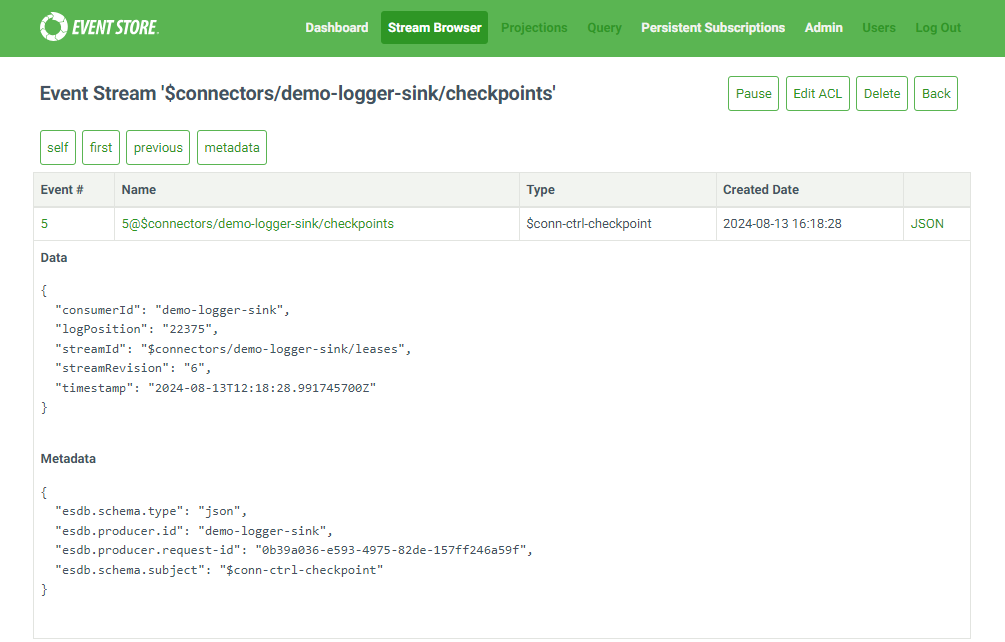 EVENT STORE.
Dashboard Stream Browser Projections Query Persistent Subscriptions Admin Users Log Out
Event Stream '$connectors/demo-logger-sink/checkpoints'
Pause Edit ACL Delete Back
self first previous metadata
Event # Name Type Created Date
5 5@$connectors/demo-logger-sink/checkpoints $conn-ctrl-checkpoint 2024-08-13 16:18:28 JSON
Data
{
  "consumerId": "demo-logger-sink",
  "logPosition": "22375",
  "streamId": "$connectors/demo-logger-sink/leases",
  "streamRevision": "6",
  "timestamp": "2024-08-13T12:18:28.991745700Z"
}
Metadata
{
  "esdb.schema.type": "json",
  "esdb.producer.id": "demo-logger-sink",
  "esdb.producer.request-id": "0b39a036-e593-4975-82de-157ff246a59f",
  "esdb.schema.subject": "$conn-ctrl-checkpoint"
}